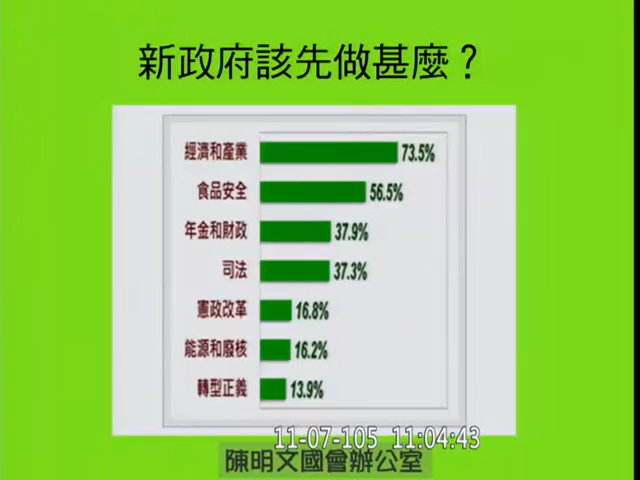 新政府該先做甚麼？
經濟和產業 73.5%
食品安全 56.5%
年金和財政 37.9%
司法 37.3%
憲政改革 16.8%
能源和廢核 16.2%
轉型正義 13.9%
11-07-105 11:04:43
陳明文國會辦公室